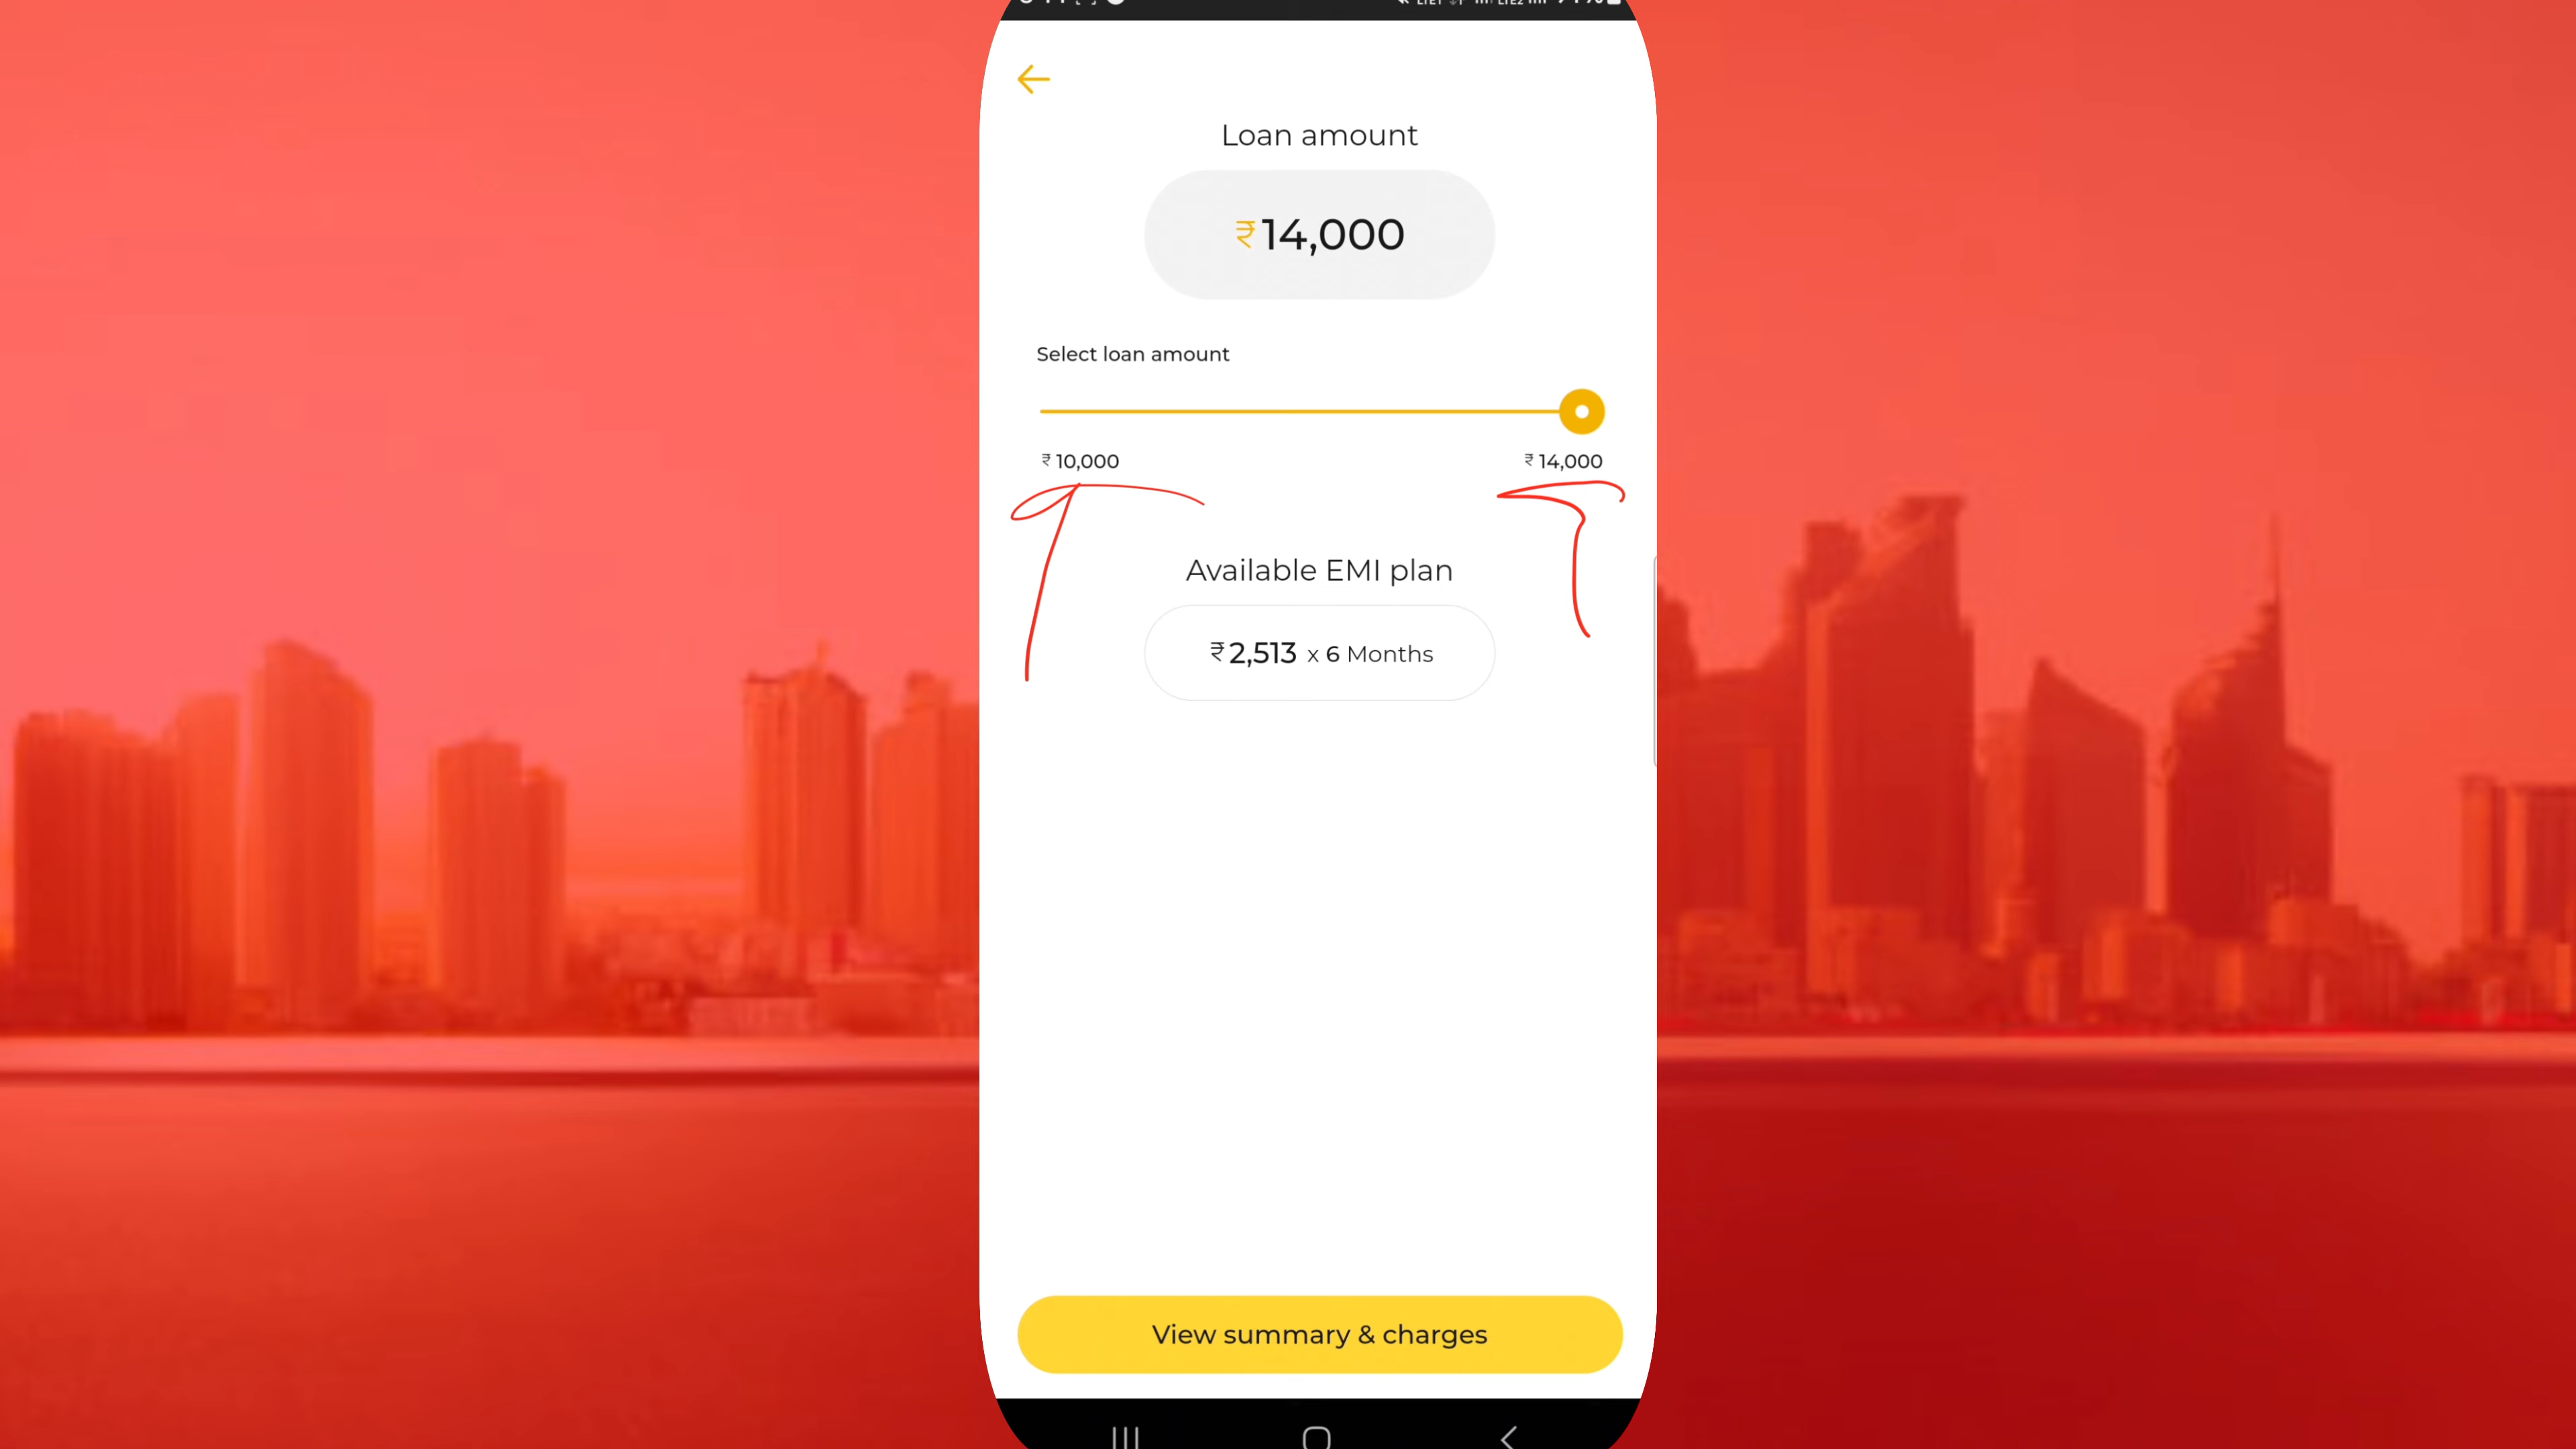 Loan amount
₹14,000
Select loan amount
₹ 10,000 ₹ 14,000
Available EMI plan
₹2,513 x 6 Months
View summary & charges